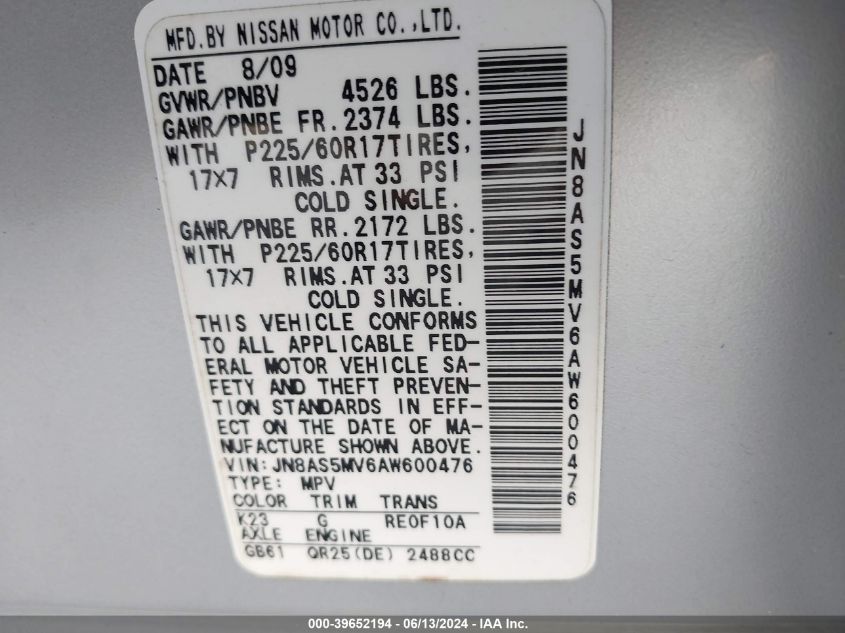 MFD.BY NISSAN MOTOR CO.,LTD.
DATE 8/09
GVWR/PNBV 4526 LBS.
GAWR/PNBE FR.2374 LBS.
WITH P225/60R17TIRES,
17X7 RIMS.AT 33 PSI
COLD SINGLE.
GAWR/PNBE RR.2172 LBS.
WITH P225/60R17TIRES,
17X7 RIMS.AT 33 PSI
COLD SINGLE.
THIS VEHICLE CONFORMS
TO ALL APPLICABLE FED-
ERAL MOTOR VEHICLE SA-
FETY AND THEFT PREVEN-
TION STANDARDS IN EFF-
ECT ON THE DATE OF MA-
NUFACTURE SHOWN ABOVE.
VIN:JN8AS5MV6AW600476
TYPE: MPV
COLOR TRIM TRANS
K23 G RE0F10A
AXLE ENGINE
GB61 QR25(DE) 2488CC
JN8AS5MV6AW600476
000-39652194 - 06/13/2024 - IAA Inc.